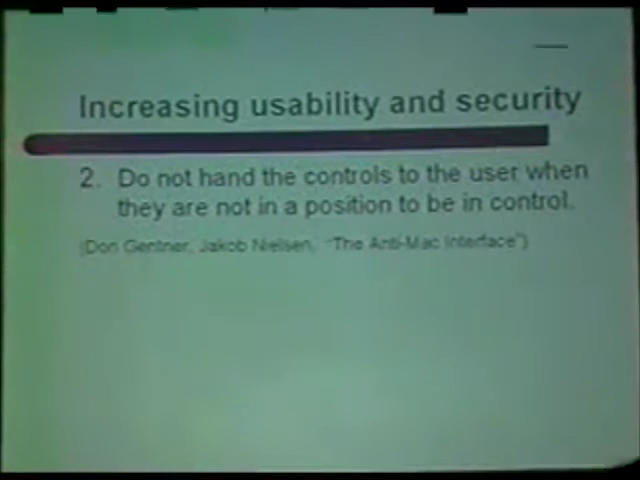 Increasing usability and security
2. Do not hand the controls to the user when
they are not in a position to be in control.
(Don Gentner, Jakob Nielsen, "The Anti-Mac Interface")